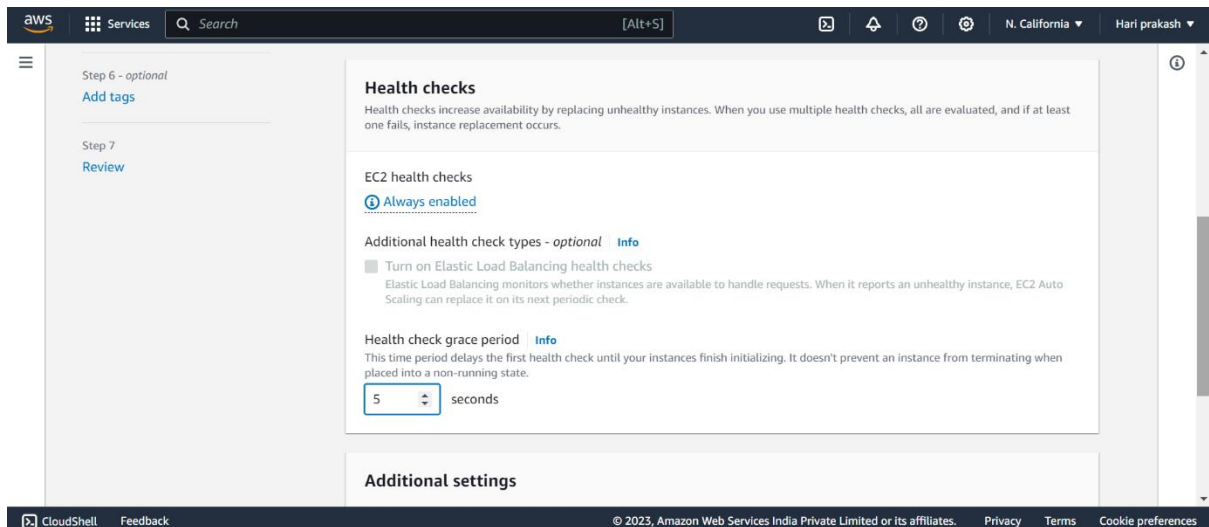 aws Services Search [Alt+S] N. California ▼ Hari prakash ▼
Step 6 - optional
Add tags
Step 7
Review
Health checks
Health checks increase availability by replacing unhealthy instances. When you use multiple health checks, all are evaluated, and if at least
one fails, instance replacement occurs.
EC2 health checks
Always enabled
Additional health check types - optional Info
Turn on Elastic Load Balancing health checks
Elastic Load Balancing monitors whether instances are available to handle requests. When it reports an unhealthy instance, EC2 Auto
Scaling can replace it on its next periodic check.
Health check grace period Info
This time period delays the first health check until your instances finish initializing. It doesn't prevent an instance from terminating when
placed into a non-running state.
5 seconds
Additional settings
CloudShell Feedback © 2023, Amazon Web Services India Private Limited or its affiliates. Privacy Terms Cookie preferences